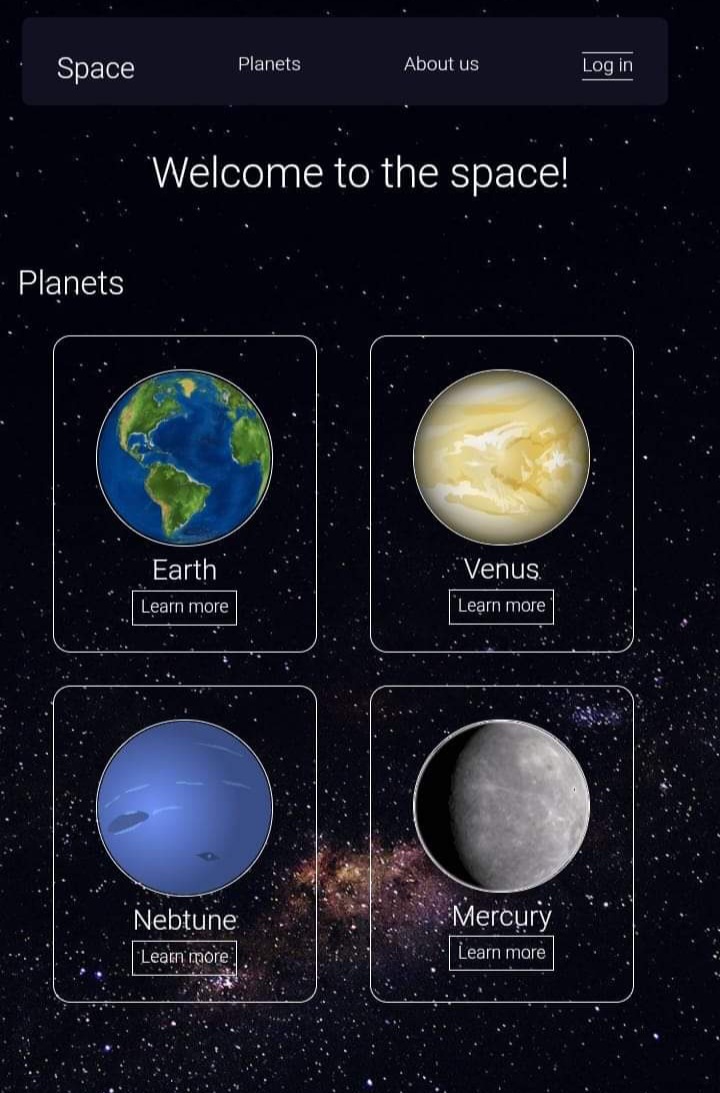 Space Planets About us Log in
Welcome to the space!
Planets
Earth
Learn more
Venus
Learn more
Nebtune
Learn more
Mercury
Learn more